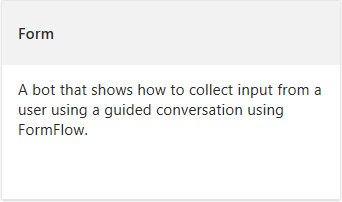 Form
A bot that shows how to collect input from a
user using a guided conversation using
FormFlow.